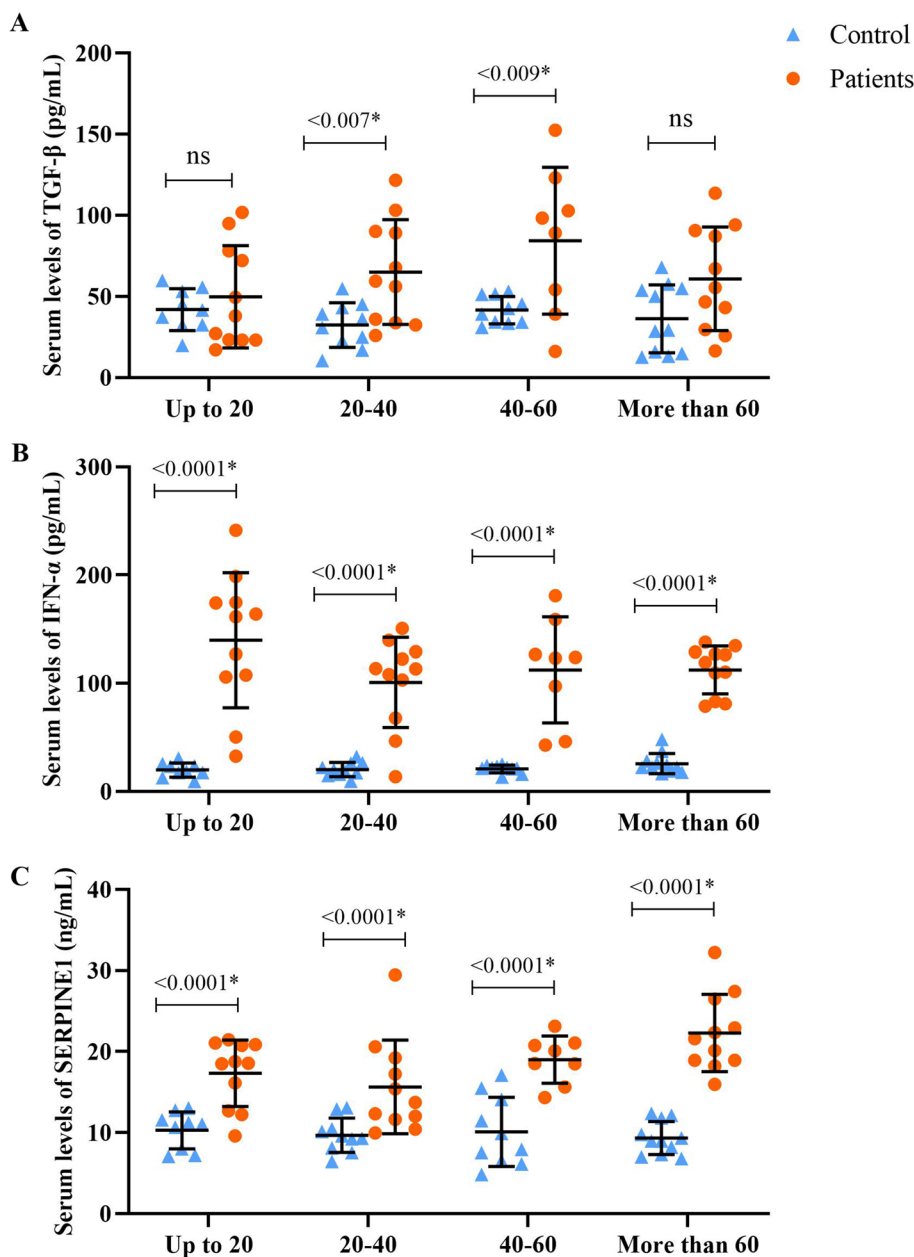 A
Control
Patients
Serum levels of TGF-β (pg/mL)
200
150
100
50
0
ns
<0.007*
<0.009*
ns
Up to 20
20-40
40-60
More than 60
B
Serum levels of IFN-α (pg/mL)
300
200
100
0
<0.0001*
<0.0001*
<0.0001*
<0.0001*
Up to 20
20-40
40-60
More than 60
C
Serum levels of SERPINE1 (ng/mL)
40
30
20
10
0
<0.0001*
<0.0001*
<0.0001*
<0.0001*
Up to 20
20-40
40-60
More than 60